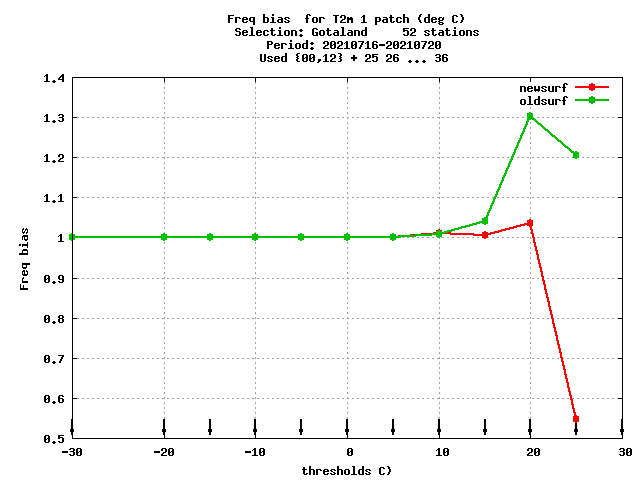 Freq bias  for T2m 1 patch (deg C)
Selection: Gotaland     52 stations
Period: 20210716-20210720
Used {00,12} + 25 26 ... 36
newsurf
oldsurf
1.4
1.3
1.2
1.1
1
0.9
0.8
0.7
0.6
0.5
Freq bias
-30
-20
-10
0
10
20
30
thresholds C)